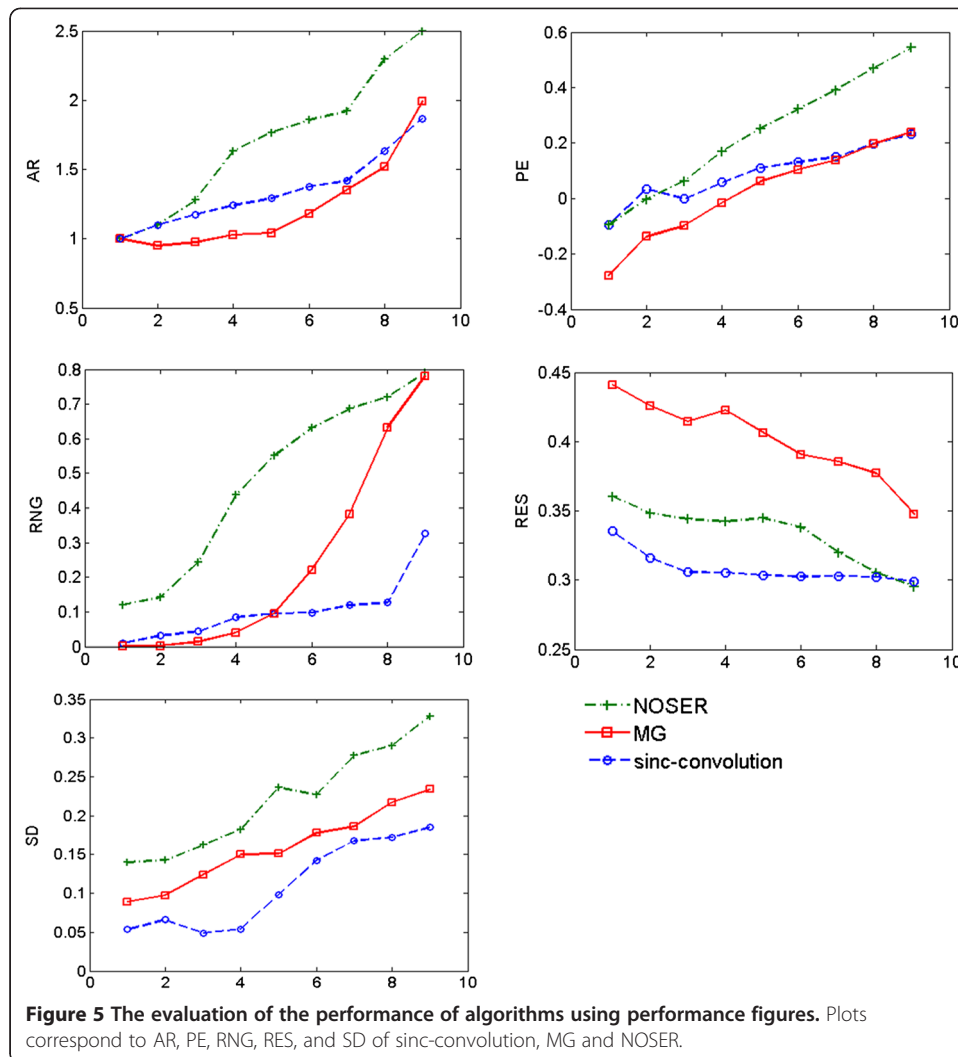 2.5
2
1.5
1
0.5
AR
0 2 4 6 8 10
0.6
0.4
0.2
0
-0.2
-0.4
PE
0 2 4 6 8 10
0.8
0.7
0.6
0.5
0.4
0.3
0.2
0.1
0
RNG
0 2 4 6 8 10
0.45
0.4
0.35
0.3
0.25
RES
0 2 4 6 8 10
0.35
0.3
0.25
0.2
0.15
0.1
0.05
0
SD
0 2 4 6 8 10
NOSER
MG
sinc-convolution
Figure 5 The evaluation of the performance of algorithms using performance figures. Plots
correspond to AR, PE, RNG, RES, and SD of sinc-convolution, MG and NOSER.